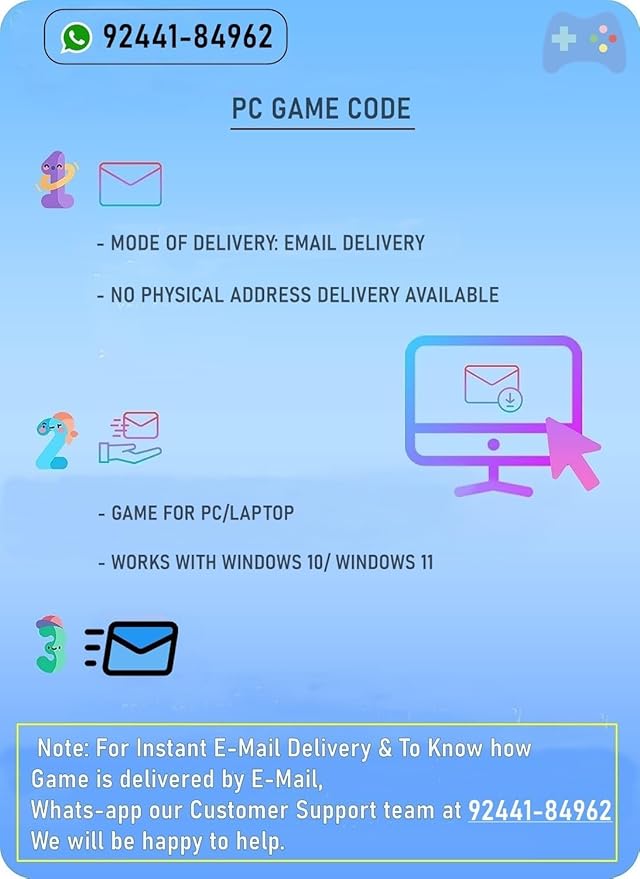 92441-84962
PC GAME CODE
1
- MODE OF DELIVERY: EMAIL DELIVERY
- NO PHYSICAL ADDRESS DELIVERY AVAILABLE
2
- GAME FOR PC/LAPTOP
- WORKS WITH WINDOWS 10/ WINDOWS 11
3
Note: For Instant E-Mail Delivery & To Know how
Game is delivered by E-Mail,
Whats-app our Customer Support team at 92441-84962
We will be happy to help.